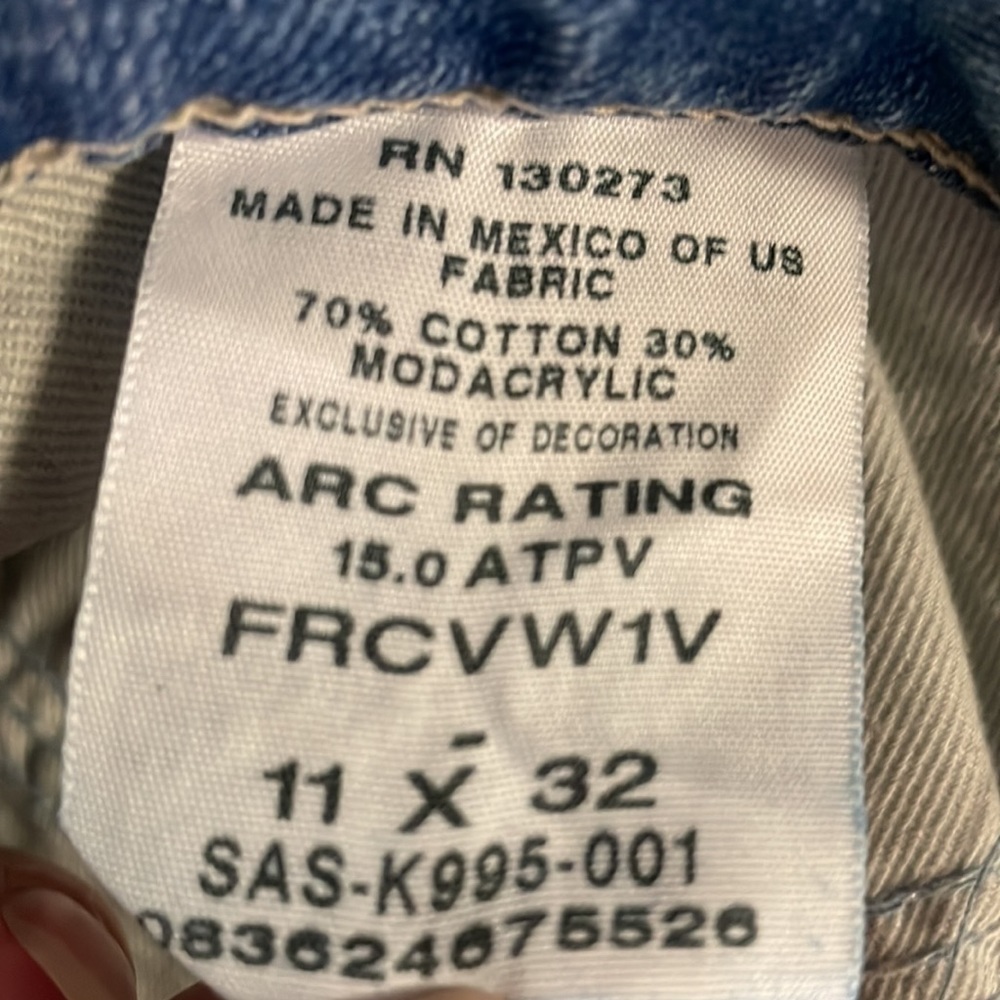 RN 130273
MADE IN MEXICO OF US
FABRIC
70% COTTON 30%
MODACRYLIC
EXCLUSIVE OF DECORATION
ARC RATING
15.0 ATPV
FRCVW1V
-
11 X 32
SAS-K995-001
083624675526